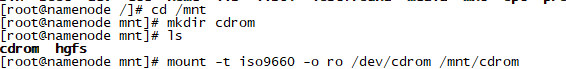 [root@namenode /]# cd /mnt
[root@namenode mnt]# mkdir cdrom
[root@namenode mnt]# ls
cdrom hgfs
[root@namenode mnt]# mount -t iso9660 -o ro /dev/cdrom /mnt/cdrom